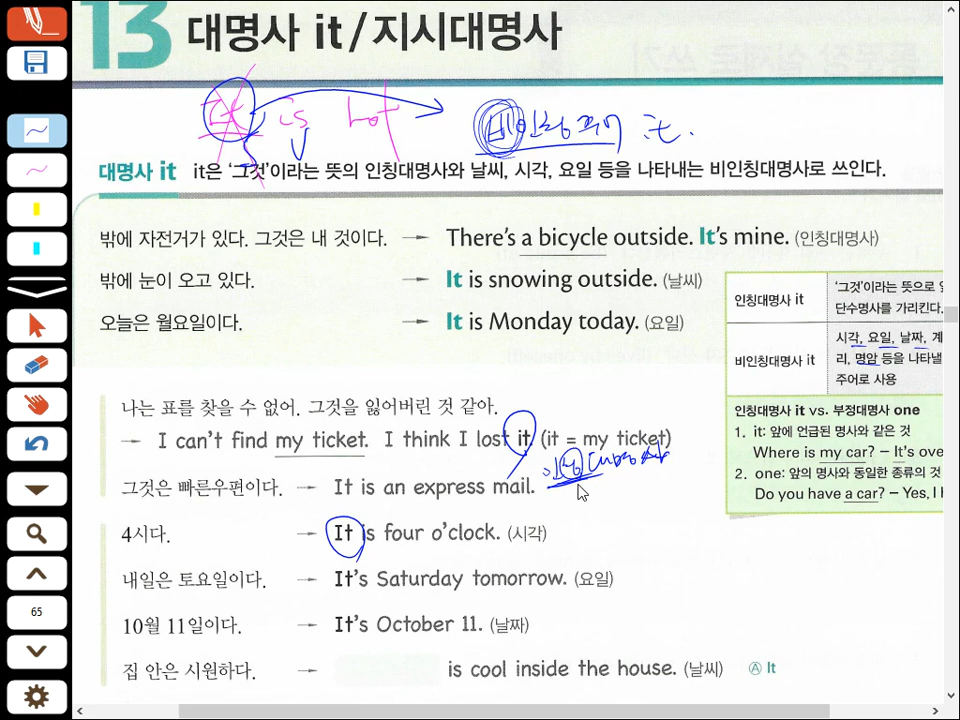 13 대명사 it / 지시대명사
It is hot 비인칭주어 it.
대명사 it it은 '그것'이라는 뜻의 인칭대명사와 날씨, 시각, 요일 등을 나타내는 비인칭대명사로 쓰인다.
밖에 자전거가 있다. 그것은 내 것이다. → There's a bicycle outside. It's mine. (인칭대명사)
밖에 눈이 오고 있다. → It is snowing outside. (날씨)
오늘은 월요일이다. → It is Monday today. (요일)
인칭대명사 it '그것'이라는 뜻으로
단수명사를 가리킨다.
비인칭대명사 it 시각, 요일, 날짜, 계
리, 명암 등을 나타낼
주어로 사용
인칭대명사 it vs. 부정대명사 one
1. it: 앞에 언급된 명사와 같은 것
Where is my car? – It's ove
2. one: 앞의 명사와 동일한 종류의 것
Do you have a car? – Yes, I h
나는 표를 찾을 수 없어. 그것을 잃어버린 것 같아.
→ I can't find my ticket. I think I lost it. (it = my ticket)
인칭대명사
그것은 빠른우편이다. → It is an express mail.
4시다. → It is four o'clock. (시각)
내일은 토요일이다. → It's Saturday tomorrow. (요일)
10월 11일이다. → It's October 11. (날짜)
집 안은 시원하다. → is cool inside the house. (날씨) Ⓐ It
65